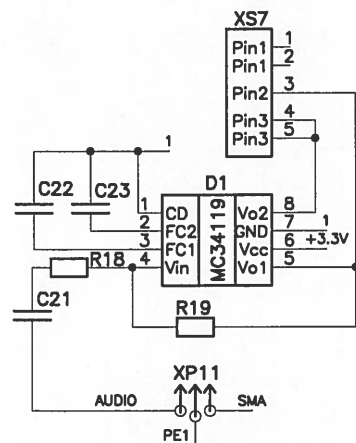 XS7
Pin1 1
Pin1 2
Pin2 3
Pin3 4
Pin3 5
1
C22
C23
D1
MC34119
1 CD
2 FC2
3 FC1
4 Vin
Vo2 8
GND 7 1
Vcc 6 +3.3V
Vo1 5
R18
C21
R19
XP11
AUDIO
SMA
PE1